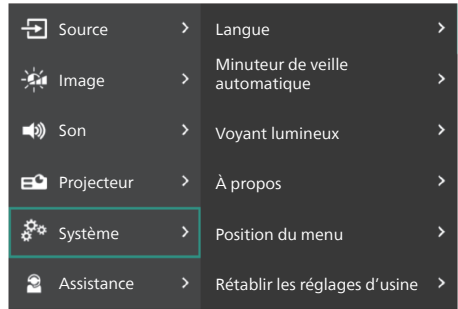 Source
Image
Son
Projecteur
Système
Assistance
Langue
Minuteur de veille
automatique
Voyant lumineux
À propos
Position du menu
Rétablir les réglages d'usine